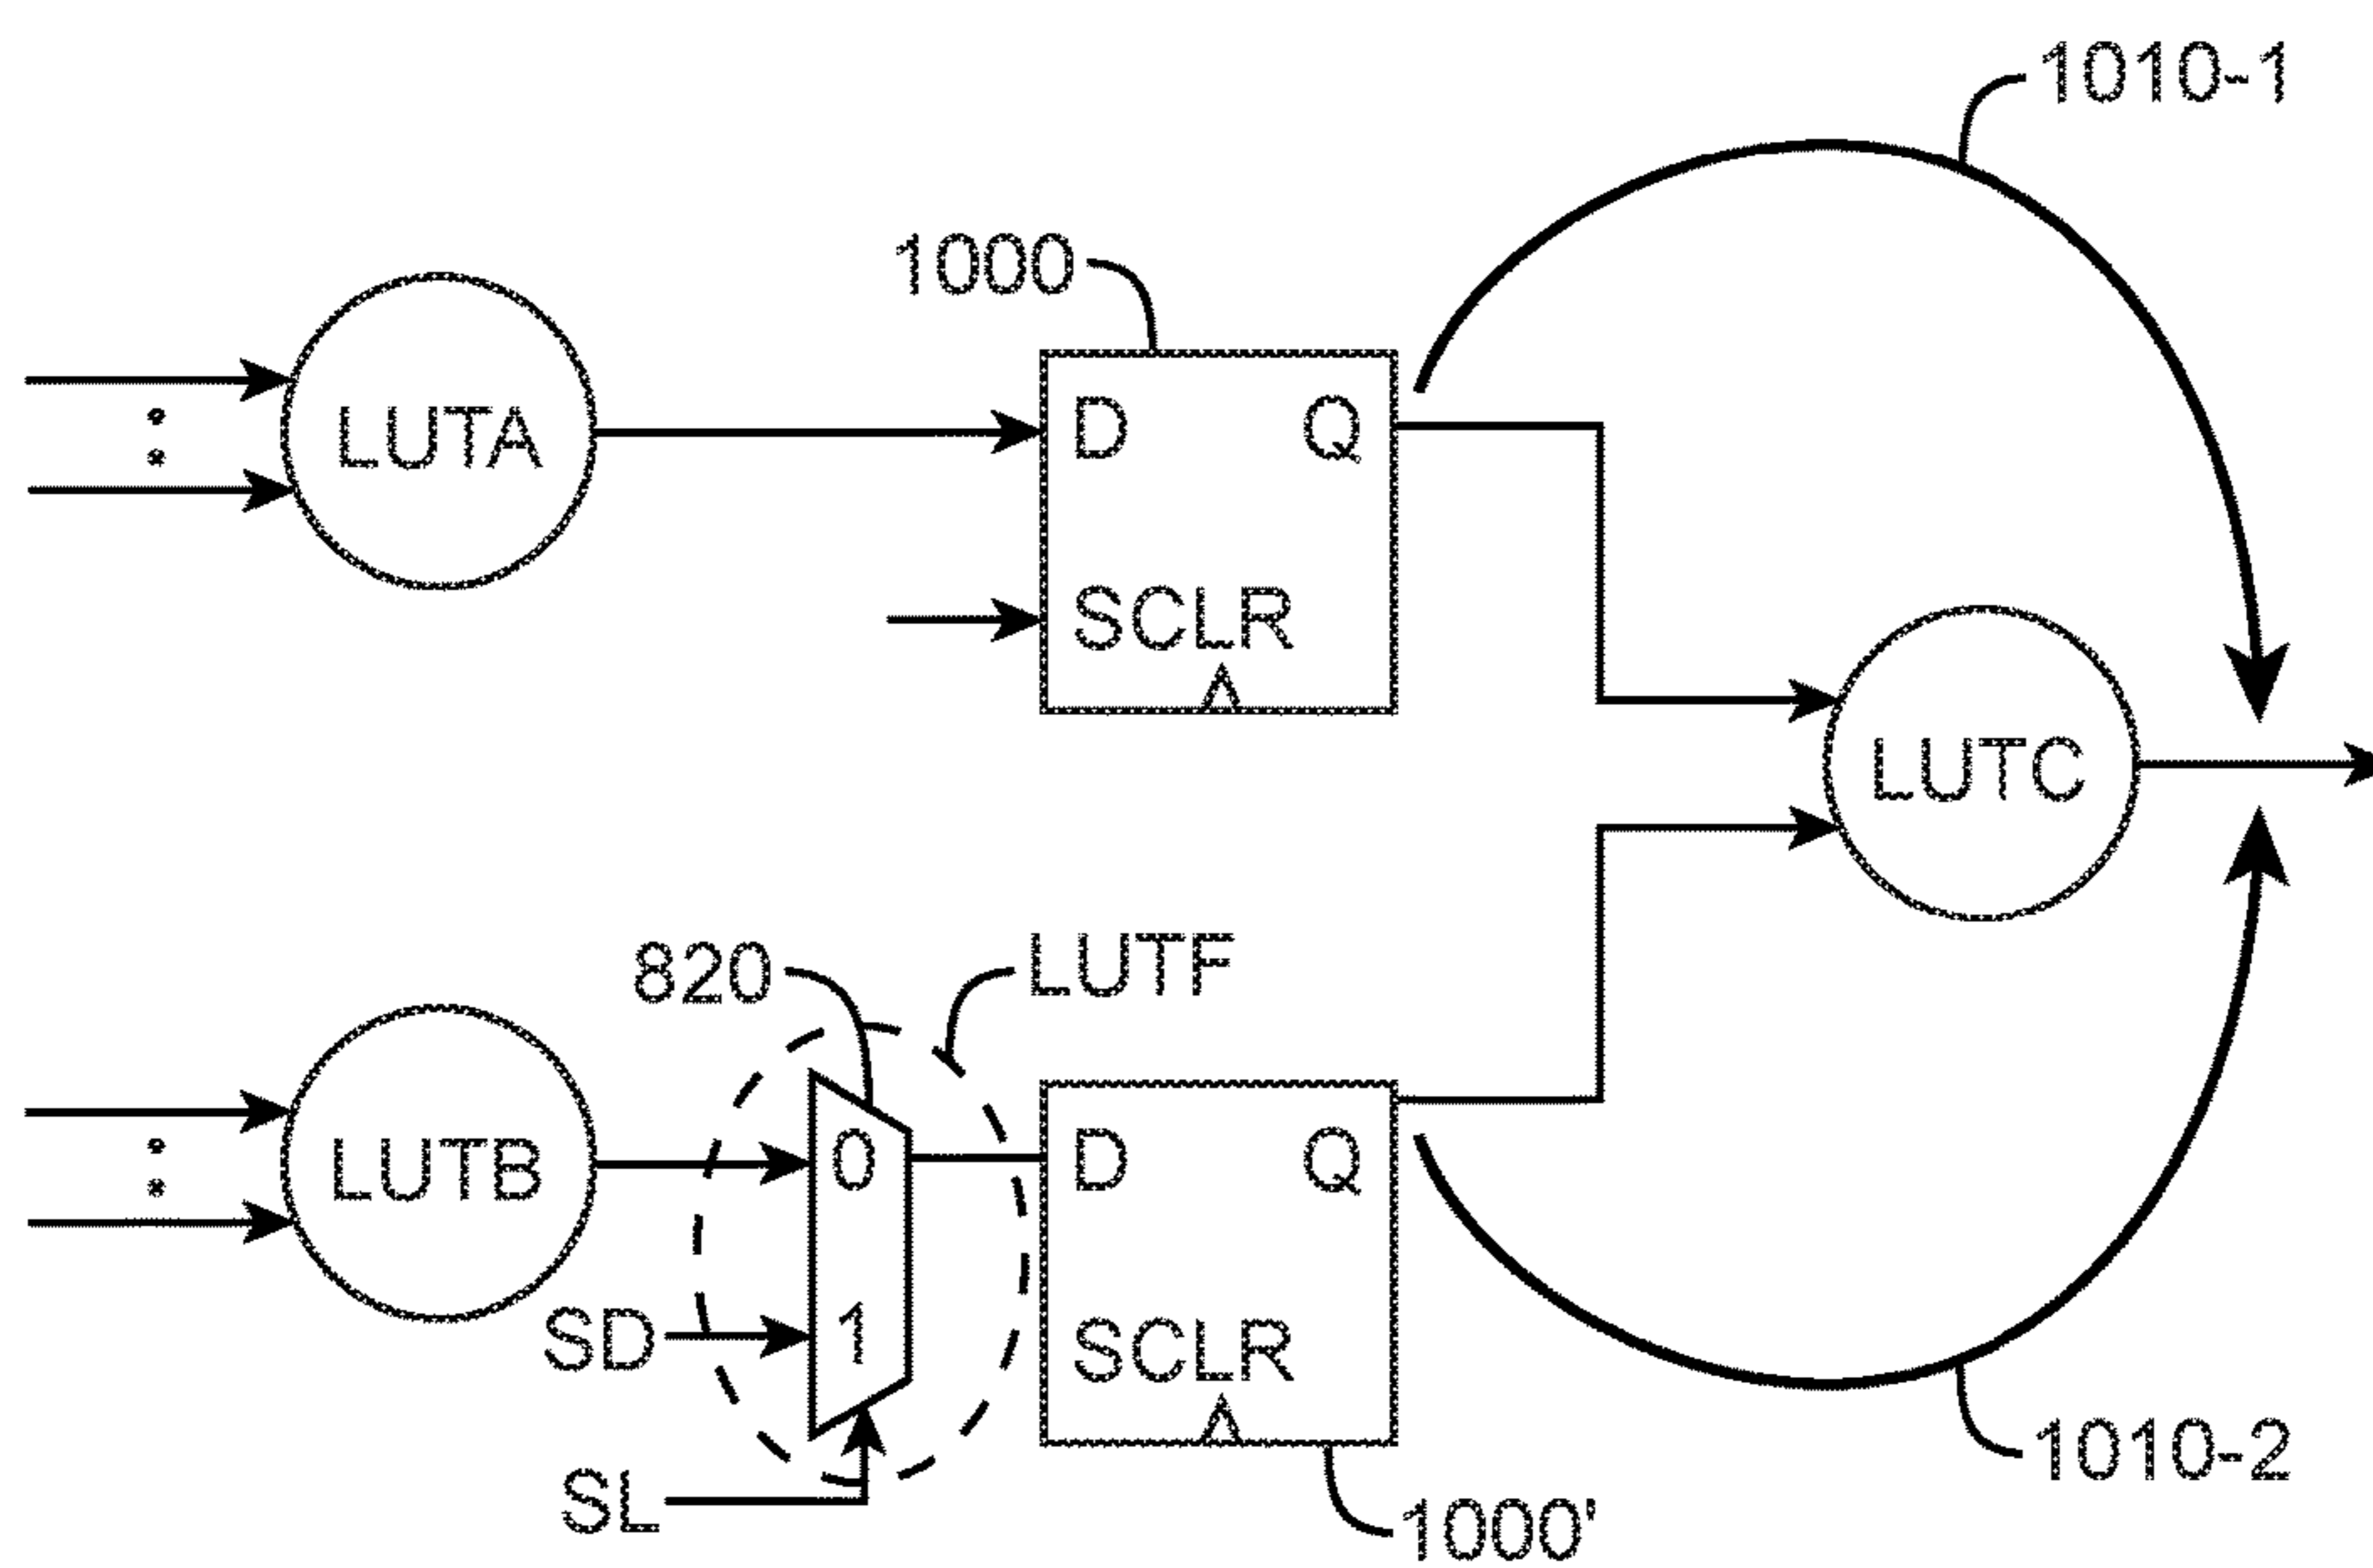 1010-1
1000
LUTA
D Q
SCLR
LUTC
820
LUTF
LUTB
0
D Q
SD
1
SCLR
SL
1010-2
1000'